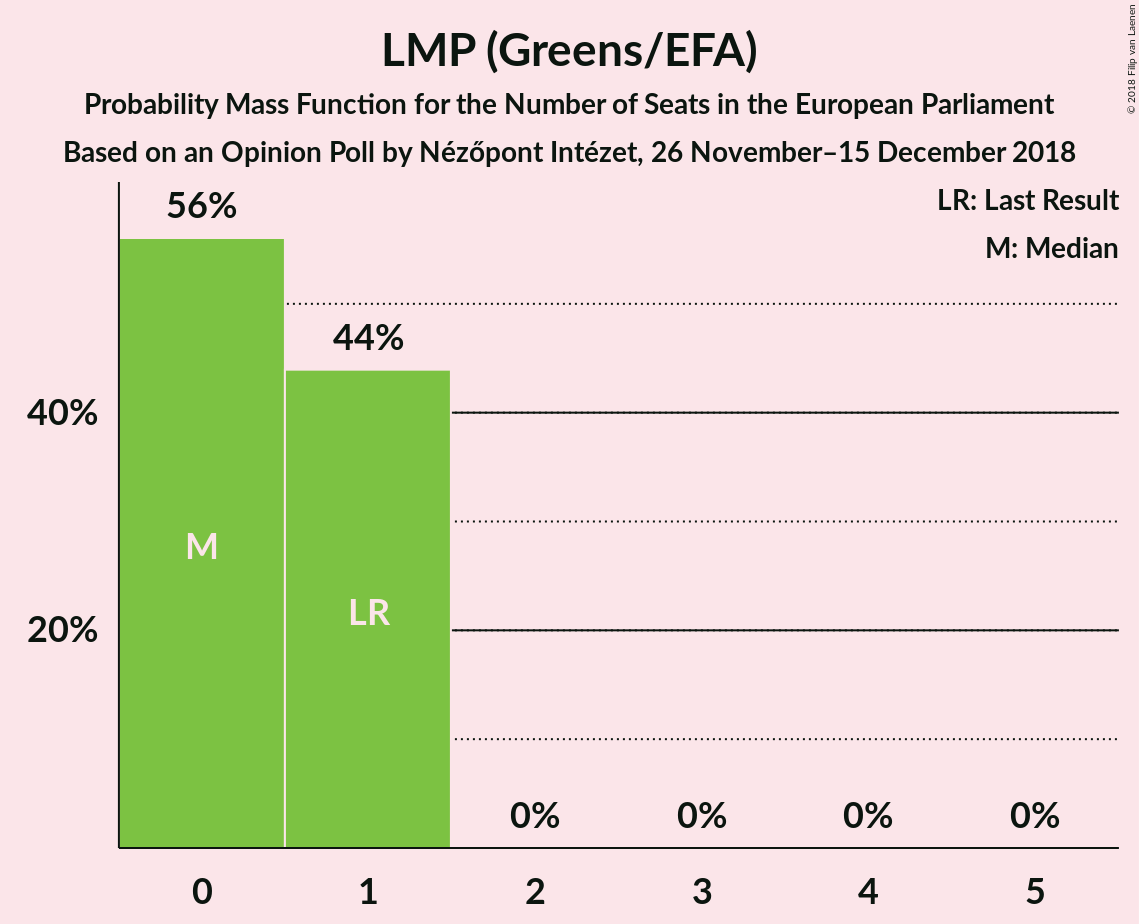 LMP (Greens/EFA)
Probability Mass Function for the Number of Seats in the European Parliament
Based on an Opinion Poll by Nézőpont Intézet, 26 November–15 December 2018
© 2018 Filip van Laenen
LR: Last Result
M: Median
56%
44%
40%
M
LR
20%
0%
0%
0%
0%
0
1
2
3
4
5